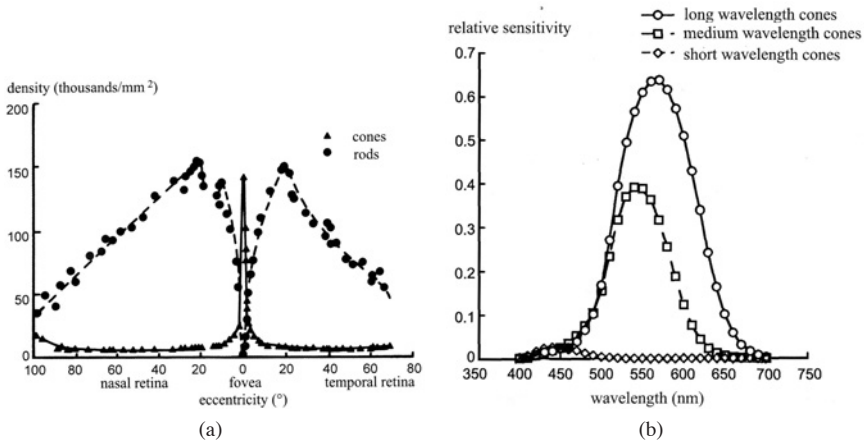 density (thousands/mm²)
200
150
100
50
0
cones
rods
100 80 60 40 20 0 20 40 60 80
nasal retina fovea temporal retina
eccentricity (°)
(a)
relative sensitivity
long wavelength cones
medium wavelength cones
short wavelength cones
0.7
0.6
0.5
0.4
0.3
0.2
0.1
0
350 400 450 500 550 600 650 700 750
wavelength (nm)
(b)